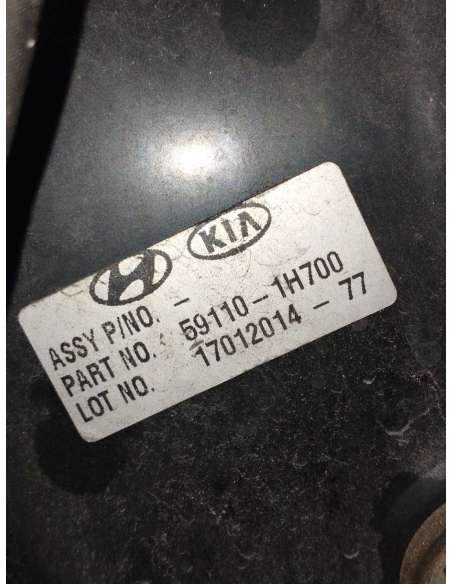 KIA
ASSY P/NO. -
PART NO. 59110-1H700
LOT NO. 17012014-77